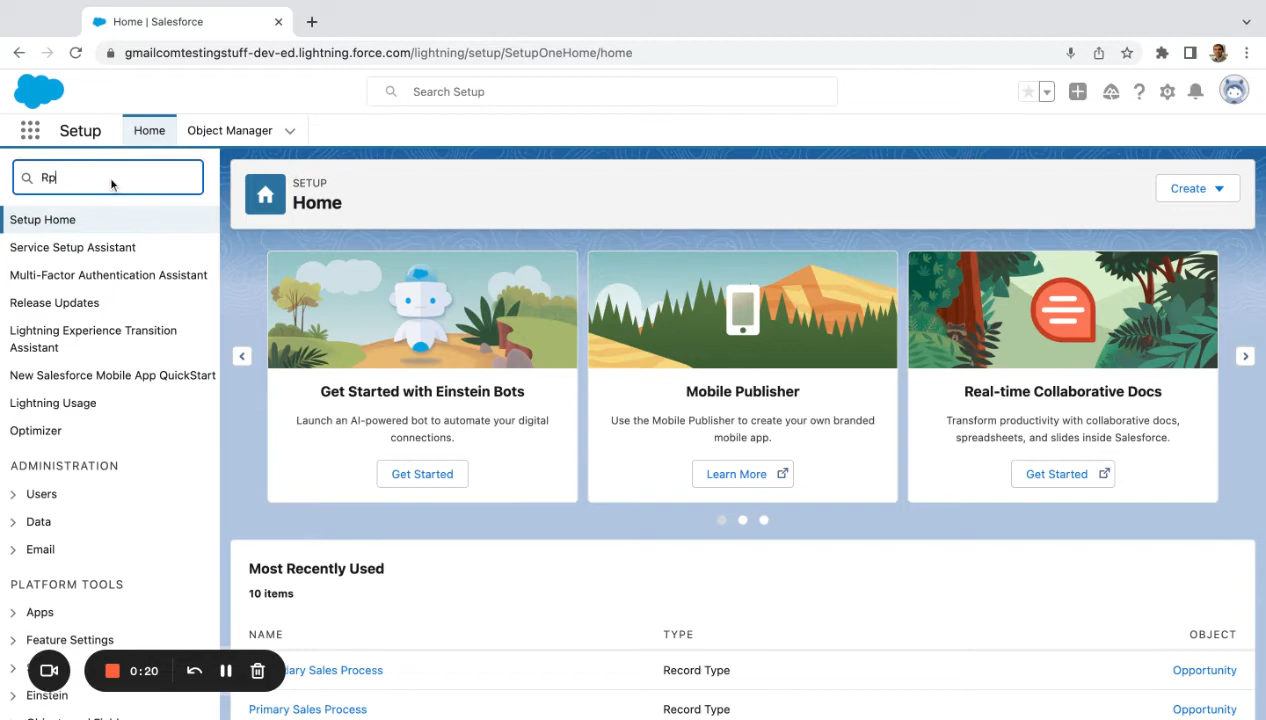 Home | Salesforce
gmailcomtestingstuff-dev-ed.lightning.force.com/lightning/setup/SetupOneHome/home
Search Setup
Setup
Home
Object Manager
Rp
Setup Home
Service Setup Assistant
Multi-Factor Authentication Assistant
Release Updates
Lightning Experience Transition
Assistant
New Salesforce Mobile App QuickStart
Lightning Usage
Optimizer
ADMINISTRATION
Users
Data
Email
PLATFORM TOOLS
Apps
Feature Settings
Einstein
0:20
SETUP
Home
Create
Get Started with Einstein Bots
Launch an AI-powered bot to automate your digital
connections.
Get Started
Mobile Publisher
Use the Mobile Publisher to create your own branded
mobile app.
Learn More
Real-time Collaborative Docs
Transform productivity with collaborative docs,
spreadsheets, and slides inside Salesforce.
Get Started
Most Recently Used
10 items
NAME TYPE OBJECT
Sales Process Record Type Opportunity
Primary Sales Process Record Type Opportunity